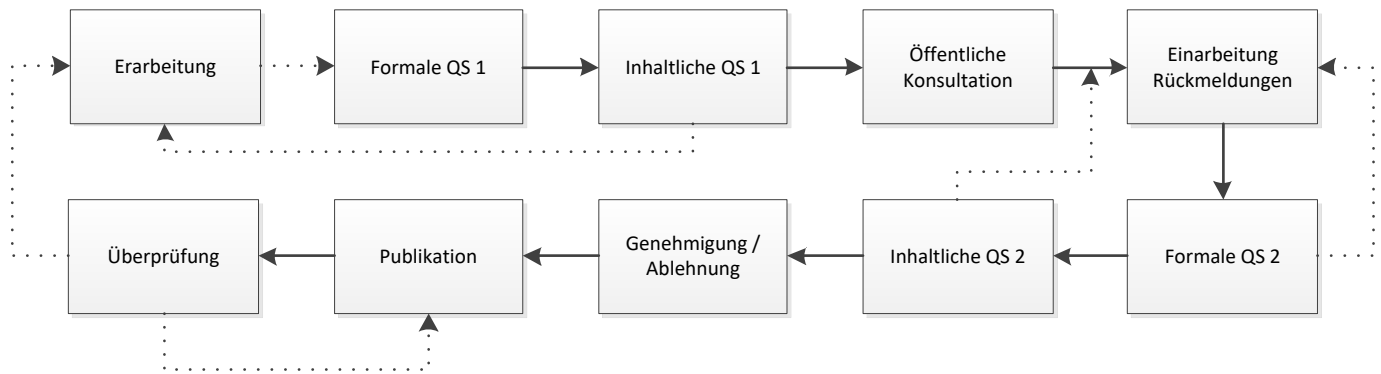 Erarbeitung
Formale QS 1
Inhaltliche QS 1
Öffentliche
Konsultation
Einarbeitung
Rückmeldungen
Überprüfung
Publikation
Genehmigung /
Ablehnung
Inhaltliche QS 2
Formale QS 2